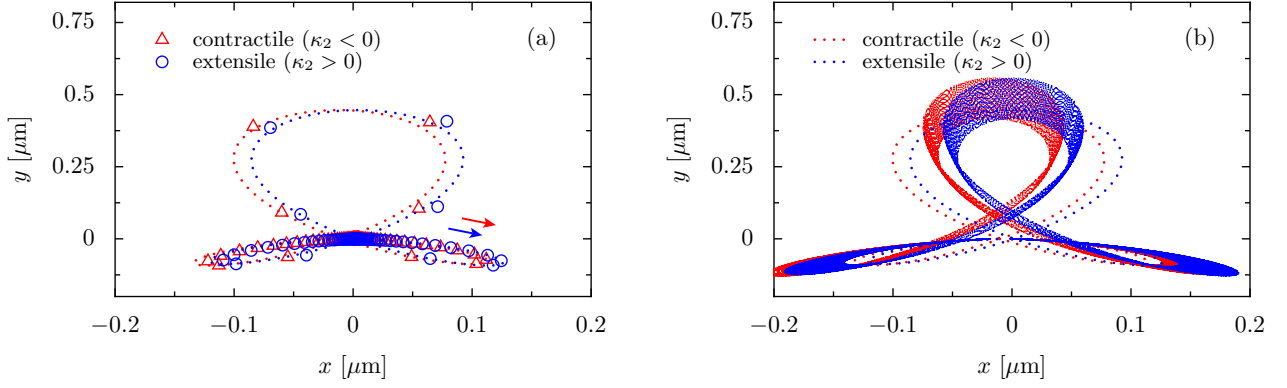 0.75
0.5
0.25
0
y [μm]
contractile (κ₂ < 0)
extensile (κ₂ > 0)
(a)
−0.2 −0.1 0 0.1 0.2
x [μm]
0.75
0.5
0.25
0
y [μm]
contractile (κ₂ < 0)
extensile (κ₂ > 0)
(b)
−0.2 −0.1 0 0.1 0.2
x [μm]